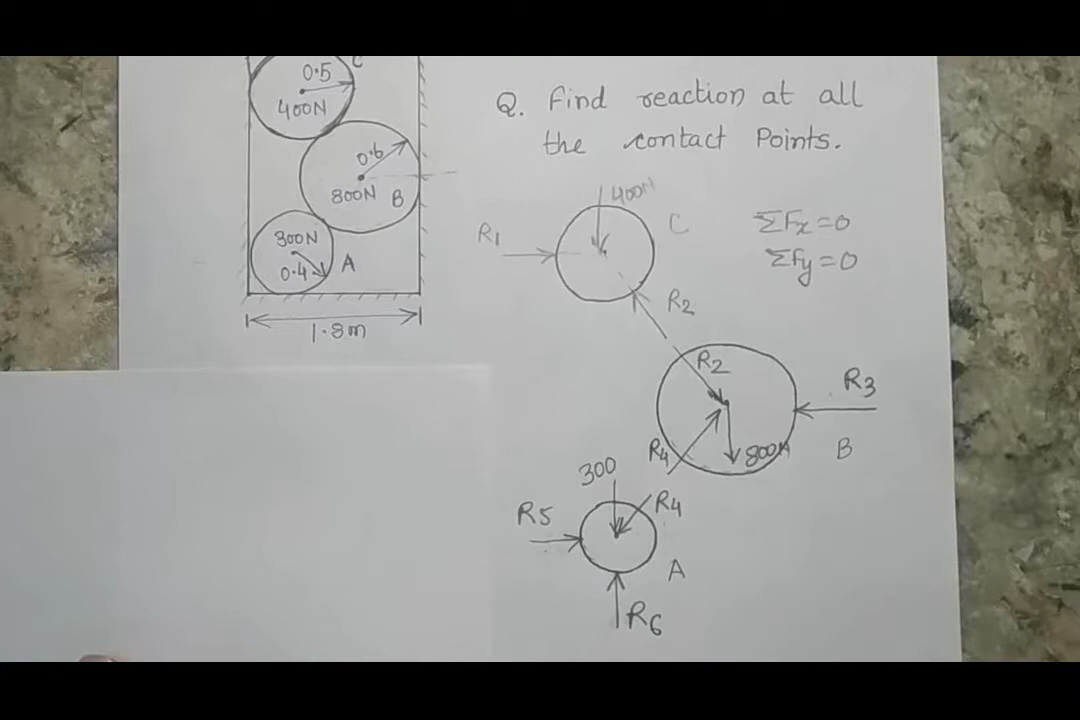 C
0.5
400N
0.6
800N B
300N
0.4 A
1.8m
Q. Find reaction at all
the contact Points.
400N
R1
C
ΣFx=0
ΣFy=0
R2
R2
R3
R4
800N
B
300
R4
R5
A
R6